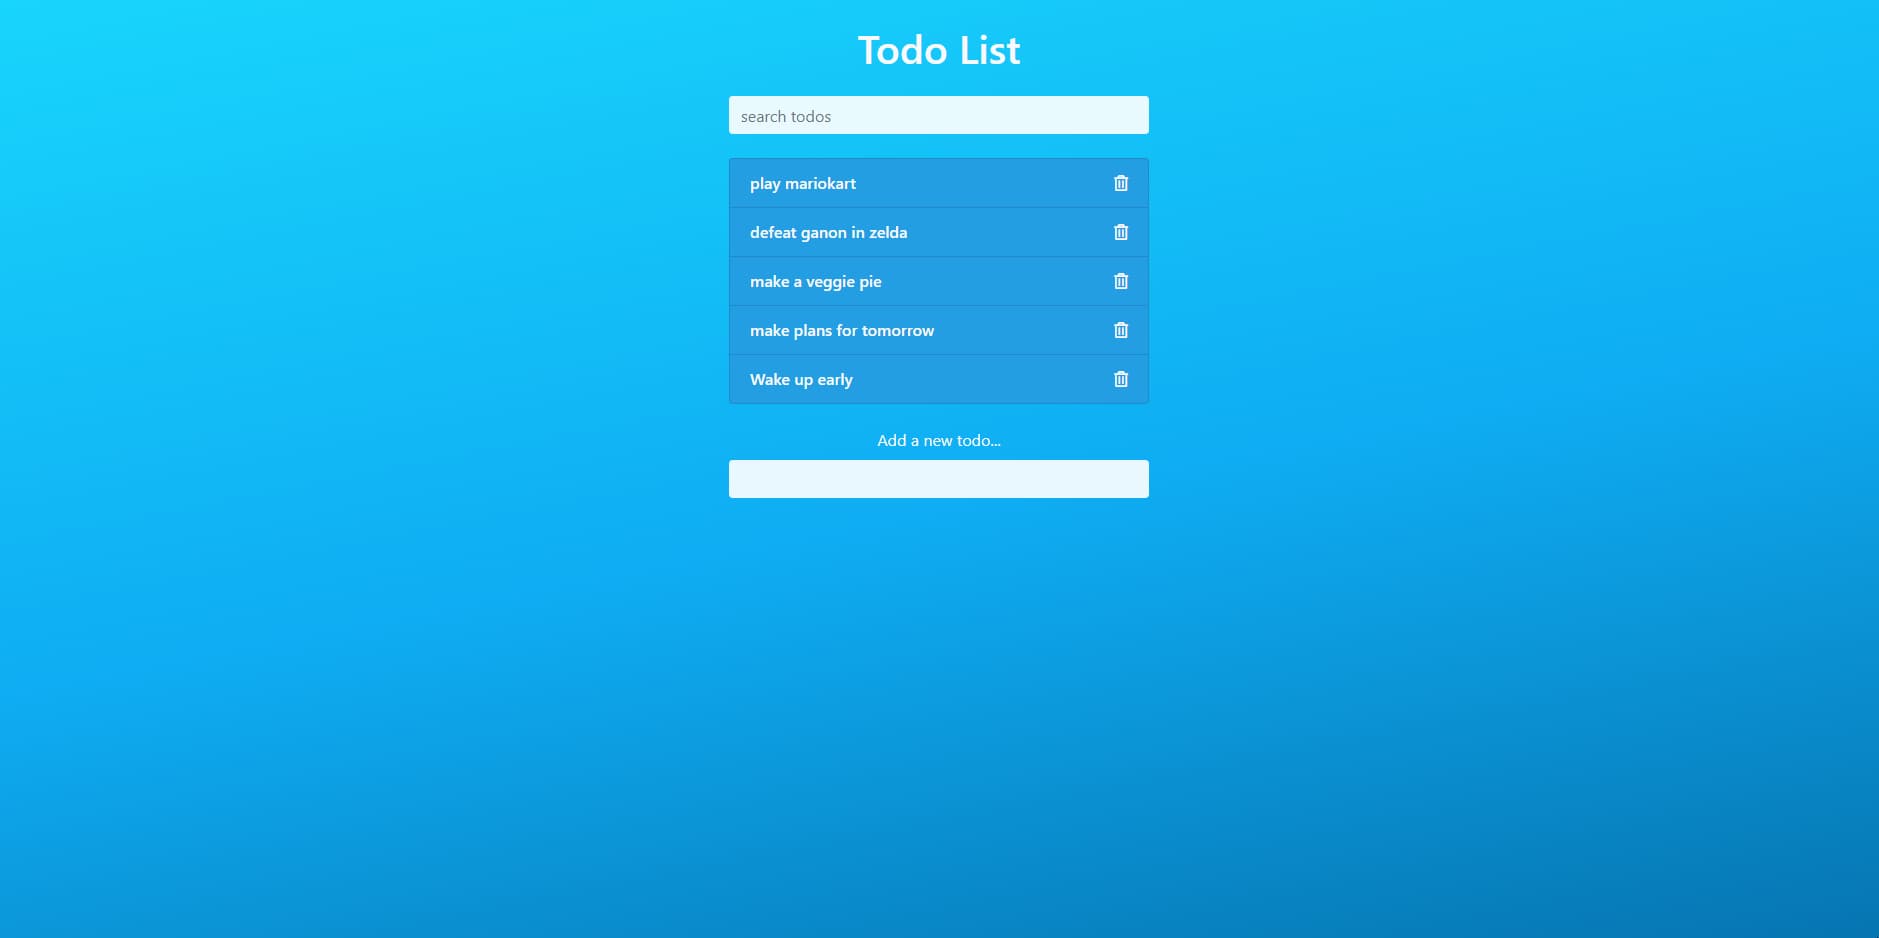 Todo List
search todos
play mariokart
defeat ganon in zelda
make a veggie pie
make plans for tomorrow
Wake up early
Add a new todo...